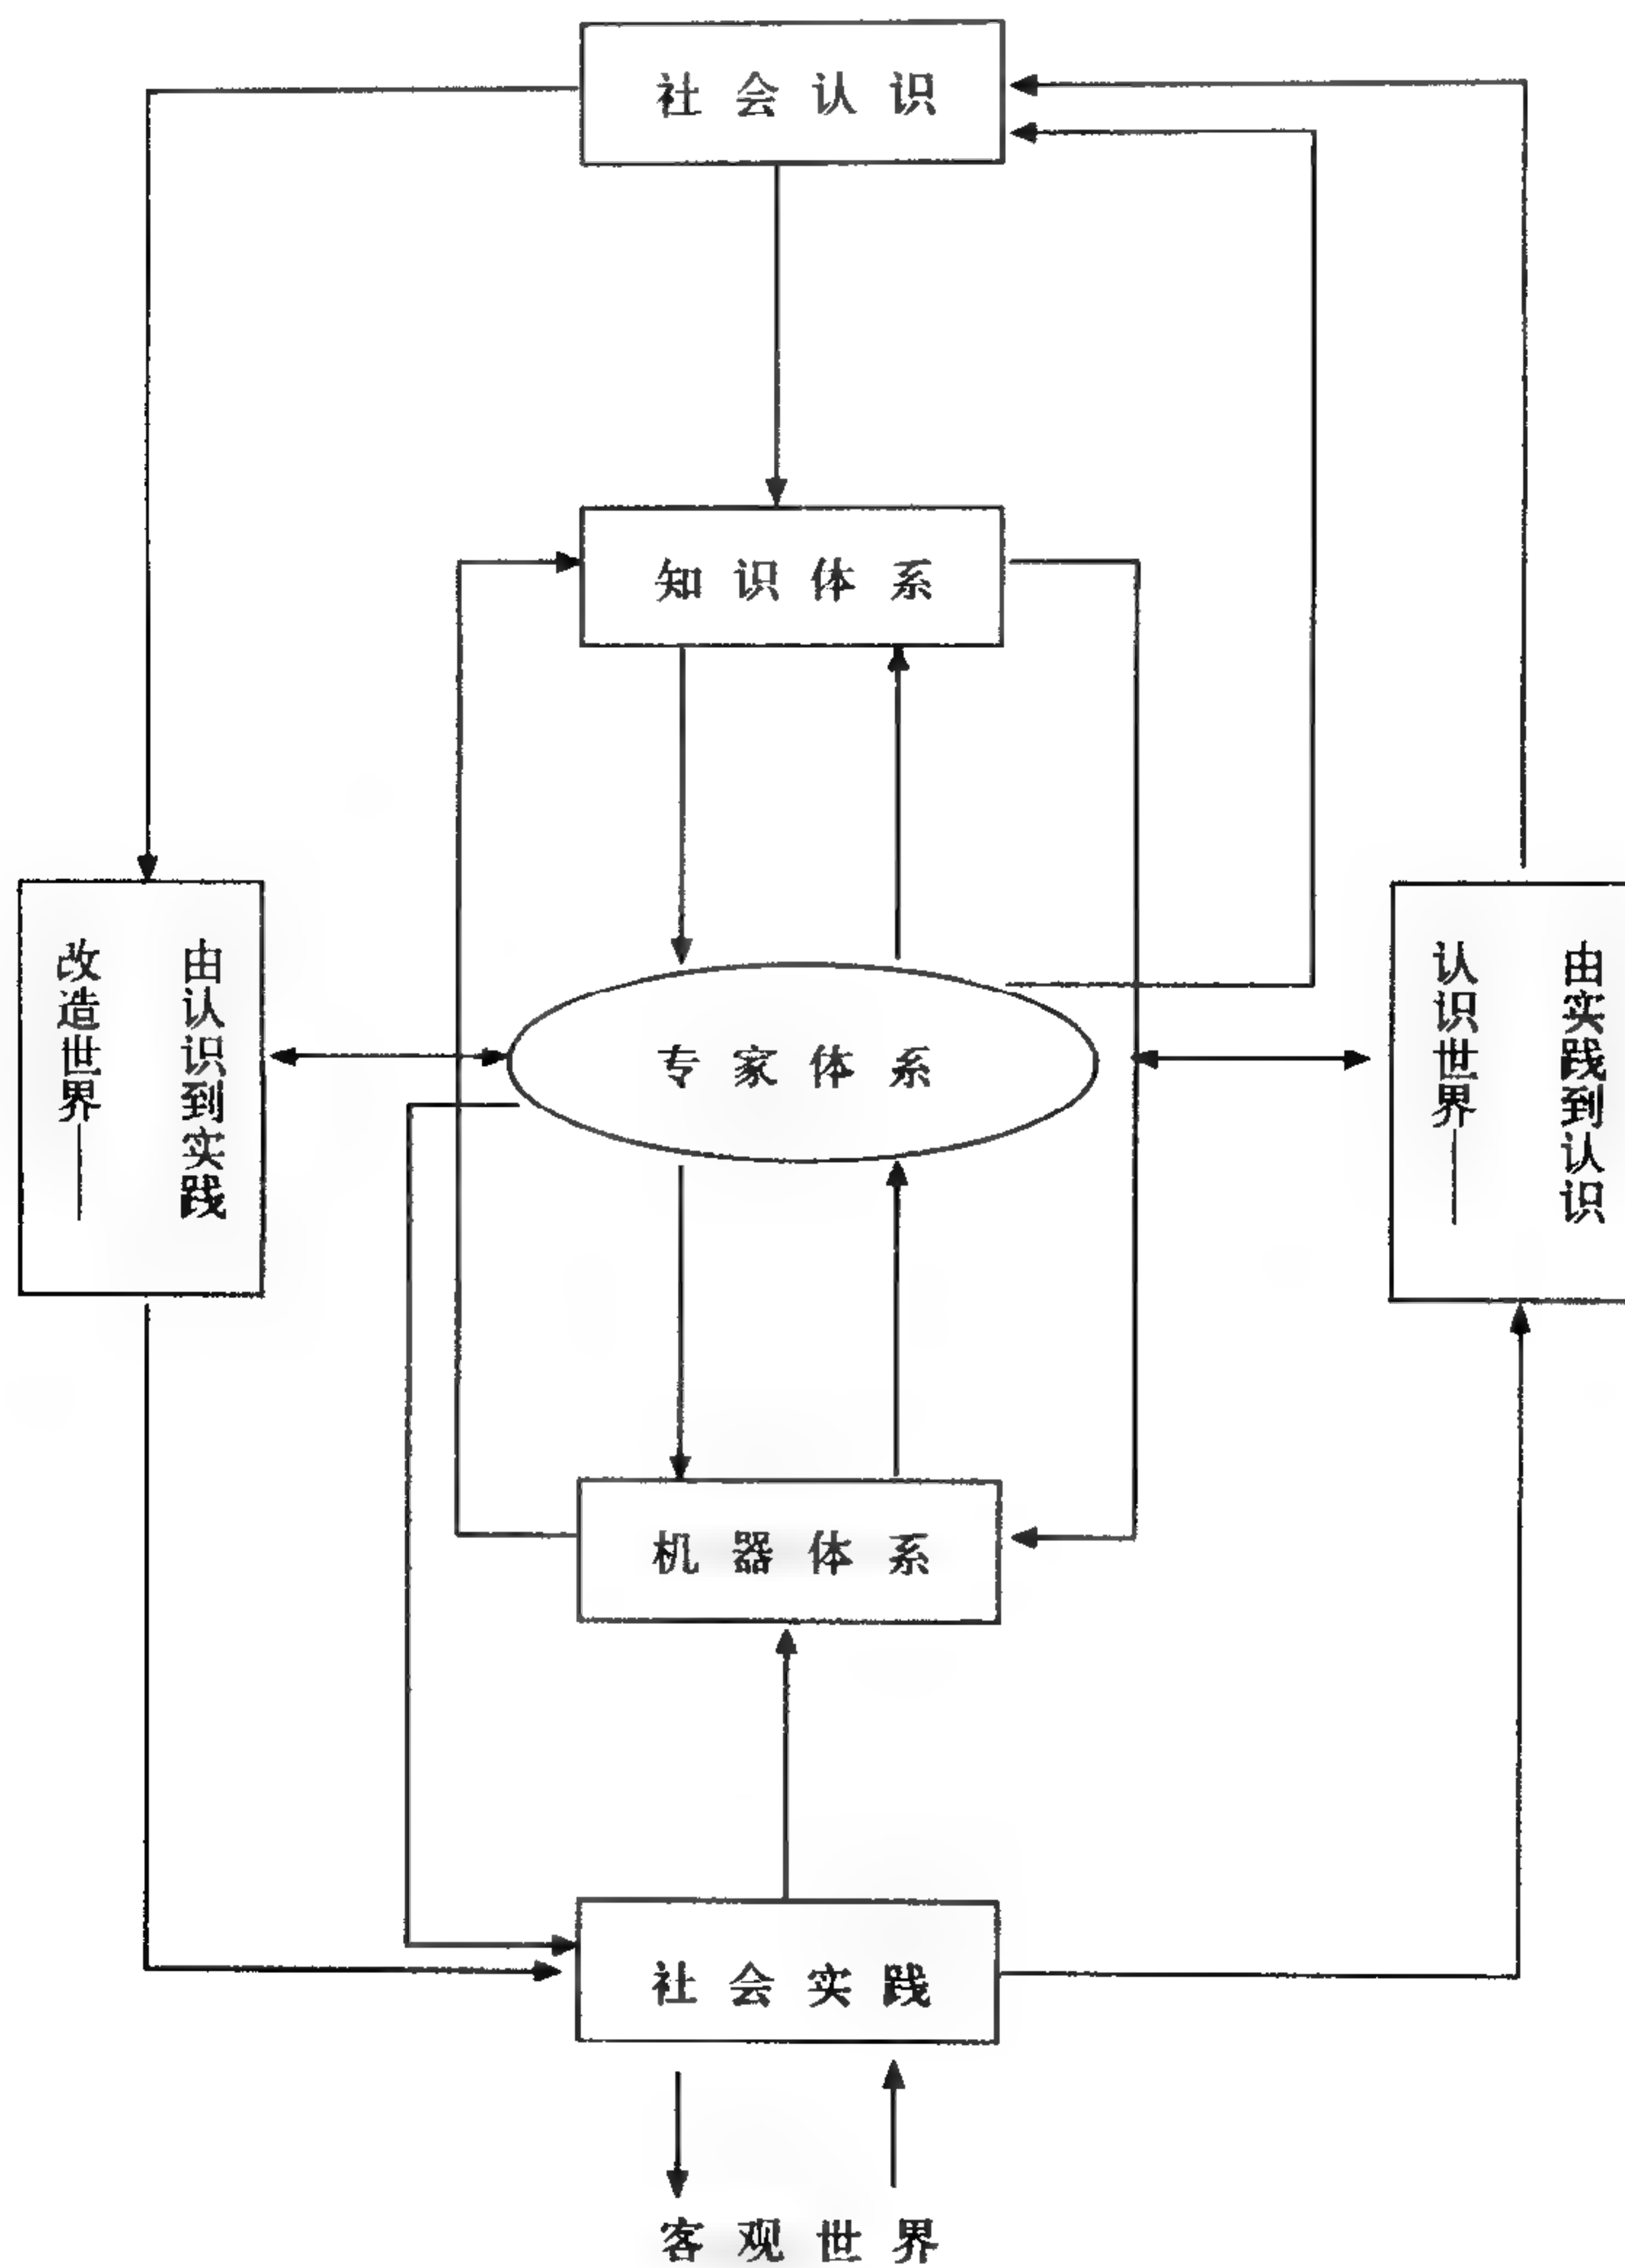 社会认识
知识体系
改造世界——
由认识到实践
专家体系
认识世界——
由实践到认识
机器体系
社会实践
客观世界